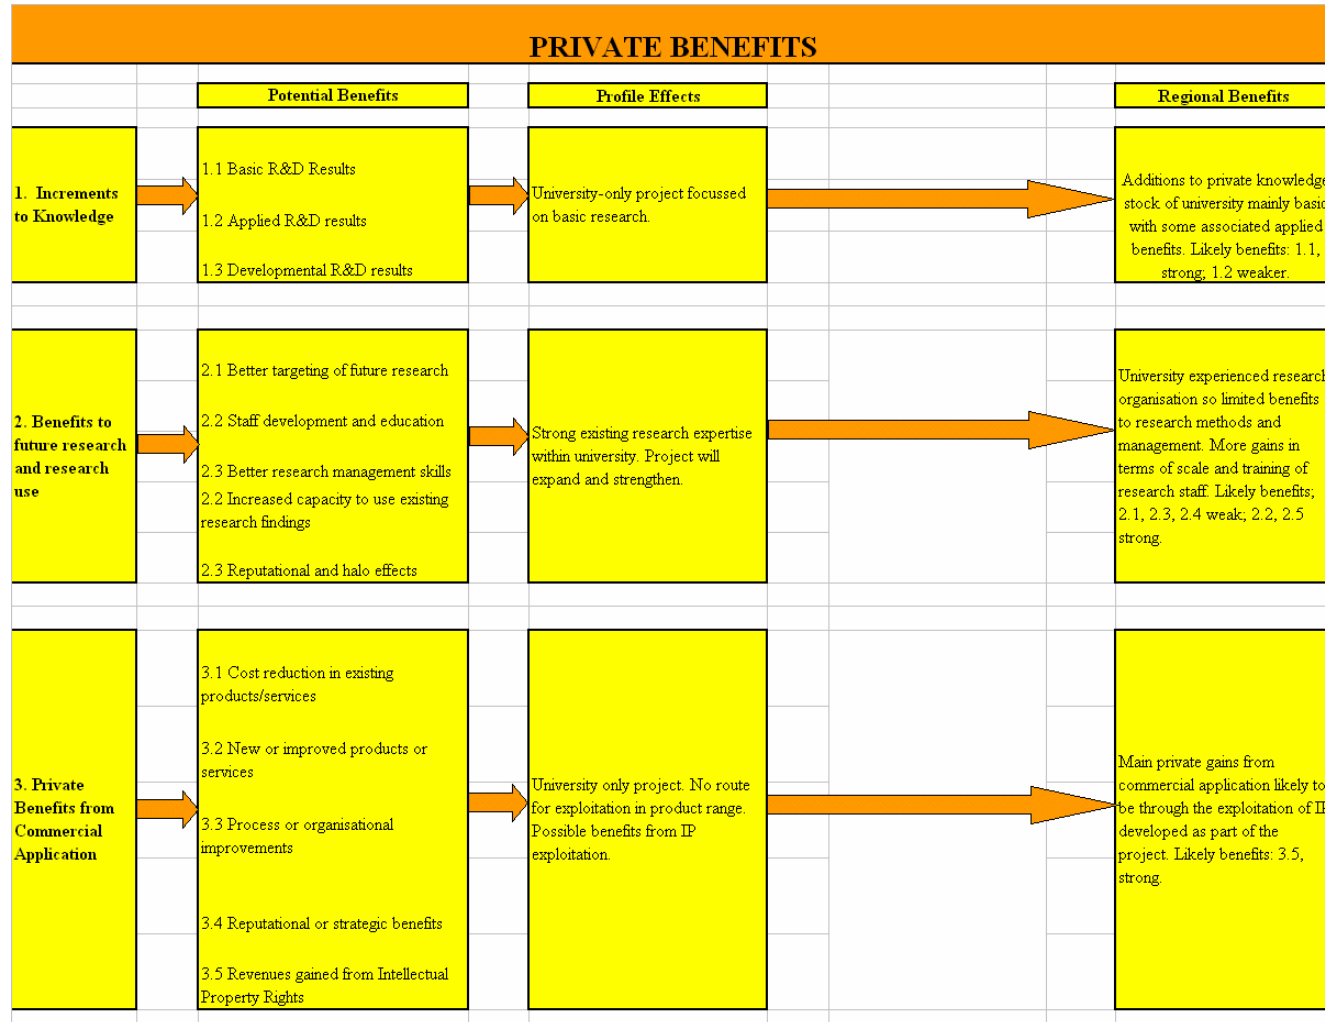 PRIVATE BENEFITS
Potential Benefits
Profile Effects
Regional Benefits
1. Increments
to Knowledge
1.1 Basic R&D Results
1.2 Applied R&D results
1.3 Developmental R&D results
University-only project focussed
on basic research.
Additions to private knowledge
stock of university mainly basic
with some associated applied
benefits. Likely benefits: 1.1,
strong; 1.2 weaker.
2. Benefits to
future research
and research
use
2.1 Better targeting of future research
2.2 Staff development and education
2.3 Better research management skills
2.2 Increased capacity to use existing
research findings
2.3 Reputational and halo effects
Strong existing research expertise
within university. Project will
expand and strengthen.
University experienced research
organisation so limited benefits
to research methods and
management. More gains in
terms of scale and training of
research staff. Likely benefits;
2.1, 2.3, 2.4 weak; 2.2, 2.5
strong.
3. Private
Benefits from
Commercial
Application
3.1 Cost reduction in existing
products/services
3.2 New or improved products or
services
3.3 Process or organisational
improvements
3.4 Reputational or strategic benefits
3.5 Revenues gained from Intellectual
Property Rights
University only project. No route
for exploitation in product range.
Possible benefits from IP
exploitation.
Main private gains from
commercial application likely to
be through the exploitation of IP
developed as part of the
project. Likely benefits: 3.5,
strong.